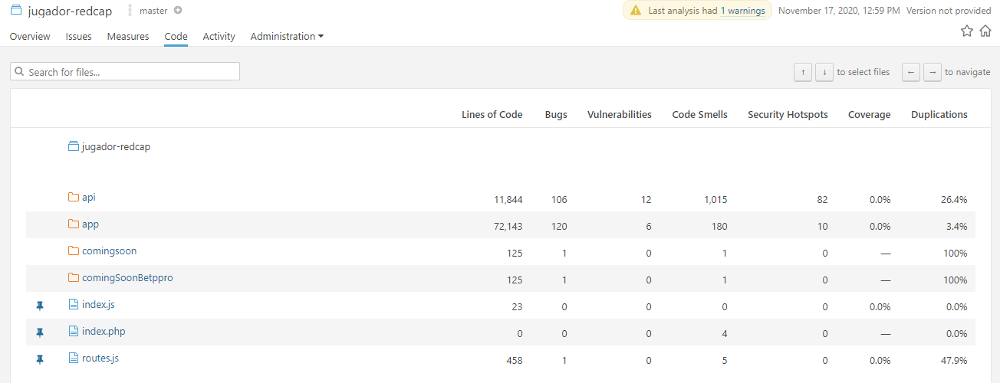 jugador-redcap master Last analysis had 1 warnings November 17, 2020, 12:59 PM Version not provided
Overview Issues Measures Code Activity Administration
Search for files... ↑ ↓ to select files ← → to navigate
Lines of Code Bugs Vulnerabilities Code Smells Security Hotspots Coverage Duplications
jugador-redcap
api 11,844 106 12 1,015 82 0.0% 26.4%
app 72,143 120 6 180 10 0.0% 3.4%
comingsoon 125 1 0 1 0 — 100%
comingSoonBetppro 125 1 0 1 0 — 100%
index.js 23 0 0 0 0 0.0% 0.0%
index.php 0 0 0 4 0 — 0.0%
routes.js 458 1 0 5 0 0.0% 47.9%